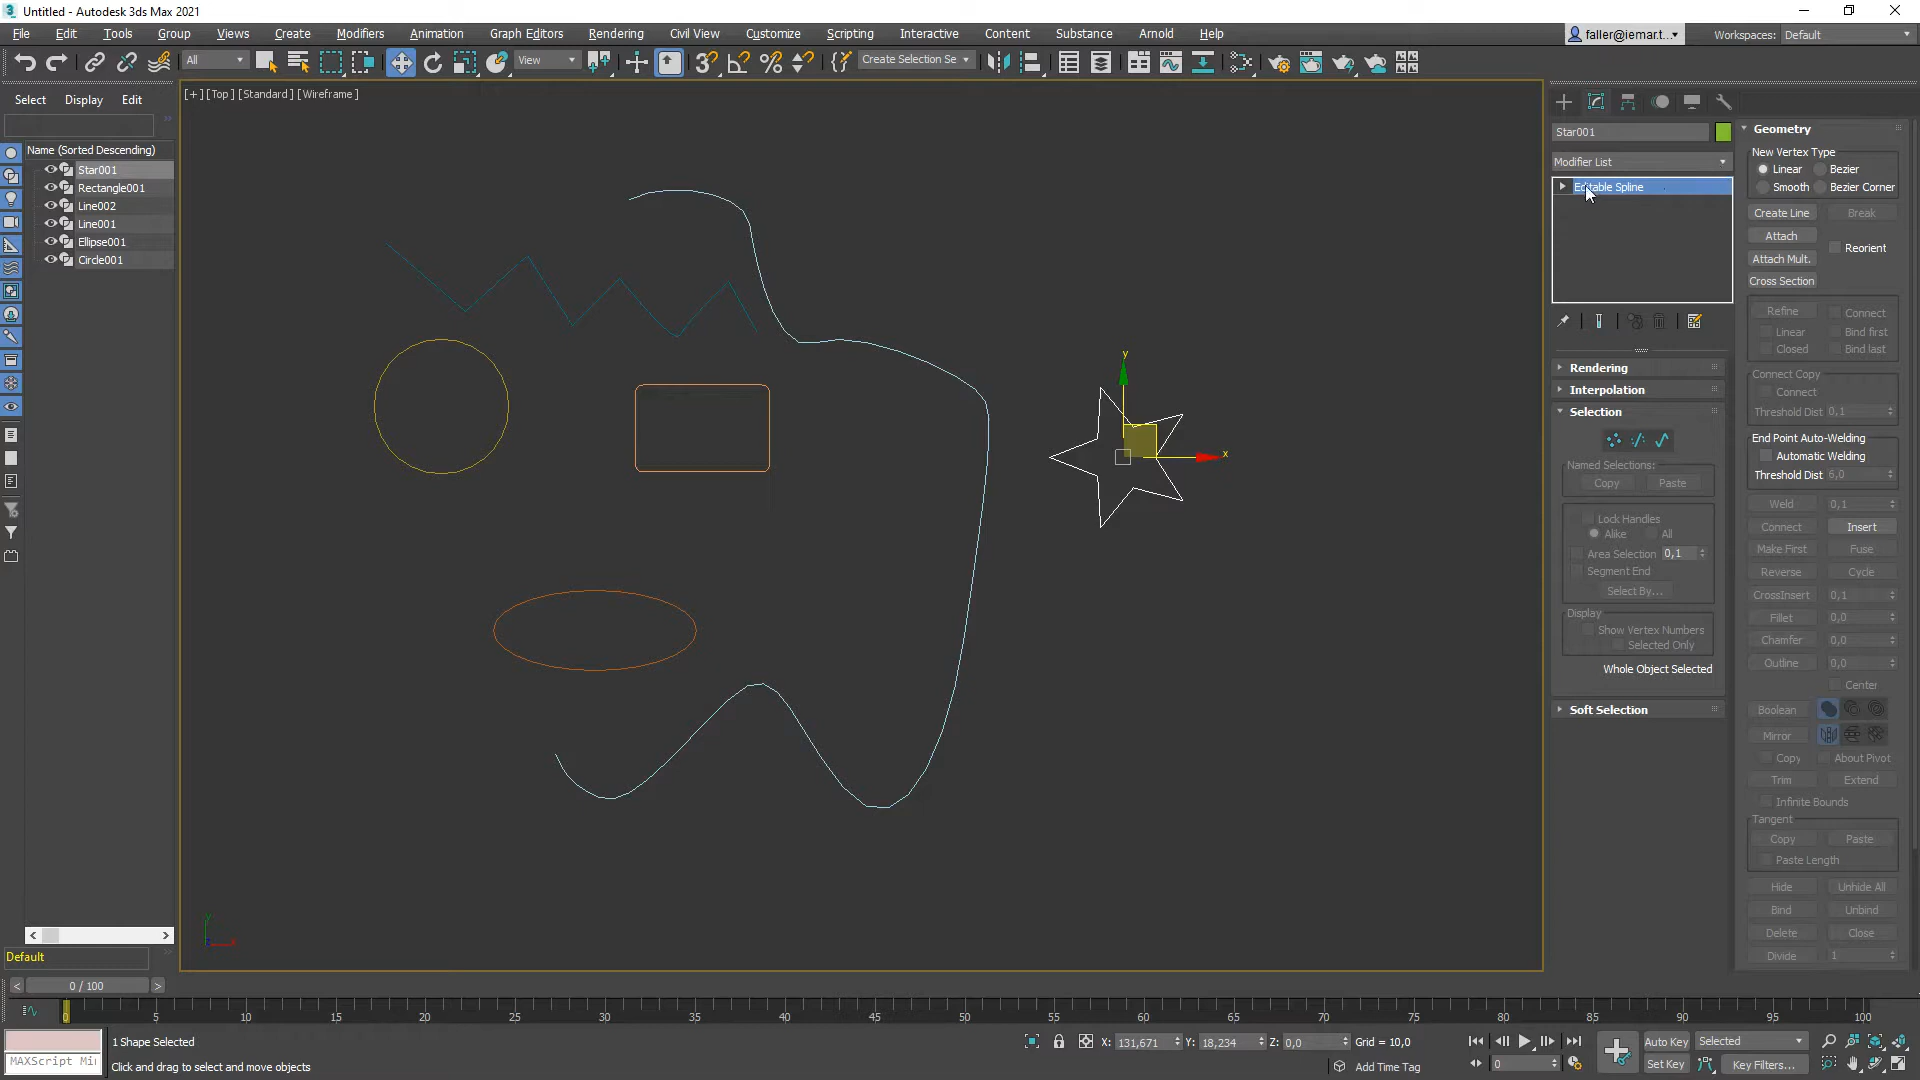 Untitled - Autodesk 3ds Max 2021
File Edit Tools Group Views Create Modifiers Animation Graph Editors Rendering Civil View Customize Scripting Interactive Content Substance Arnold Help
faller@iemar.t... Workspaces: Default
All View Create Selection Se
Select Display Edit
[+] [Top ] [Standard ] [Wireframe ]
Name (Sorted Descending)
Star001
Rectangle001
Line002
Line001
Ellipse001
Circle001
y
x
Default
Star001
Modifier List
Editable Spline
Rendering
Interpolation
Selection
Named Selections:
Copy Paste
Lock Handles
Alike All
Area Selection 0,1
Segment End
Select By...
Display
Show Vertex Numbers
Selected Only
Whole Object Selected
Soft Selection
Geometry
New Vertex Type
Linear Bezier
Smooth Bezier Corner
Create Line Break
Attach Reorient
Attach Mult.
Cross Section
Refine Connect
Linear Bind first
Closed Bind last
Connect Copy
Connect
Threshold Dist 0,1
End Point Auto-Welding
Automatic Welding
Threshold Dist 6,0
Weld 0,1
Connect Insert
Make First Fuse
Reverse Cycle
CrossInsert 0,1
Fillet 0,0
Chamfer 0,0
Outline 0,0
Center
Boolean
Mirror
Copy About Pivot
Trim Extend
Infinite Bounds
Tangent
Copy Paste
Paste Length
Hide Unhide All
Bind Unbind
Delete Close
Divide 1
0 / 100
0 5 10 15 20 25 30 35 40 45 50 55 60 65 70 75 80 85 90 95 100
1 Shape Selected
X: 131,671 Y: 18,234 Z: 0,0 Grid = 10,0
Auto Key Selected
MAXScript Mi
Click and drag to select and move objects
Add Time Tag
0
Set Key Key Filters...